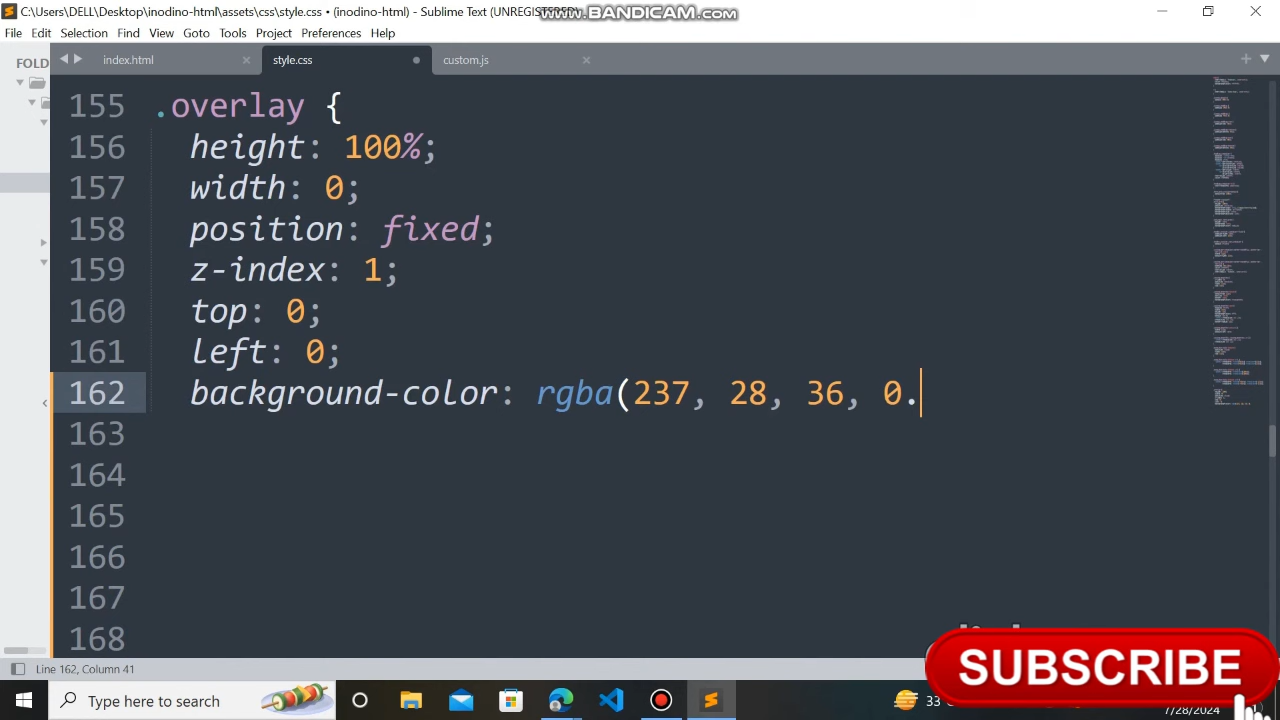 C:\Users\DELL\Desktop\inodino-html\assets\css\style.css • (inodino-html) - Sublime Text (UNREGISTERED)
www.BANDICAM.com
File Edit Selection Find View Goto Tools Project Preferences Help
FOLD
index.html
style.css
custom.js
155 .overlay {
156 height: 100%;
157 width: 0;
158 position: fixed;
159 z-index: 1;
160 top: 0;
161 left: 0;
162 background-color: rgba(237, 28, 36, 0.
163
164
165
166
167
168
Line 162, Column 41
SUBSCRIBE
Type here to search
33
7/28/2024